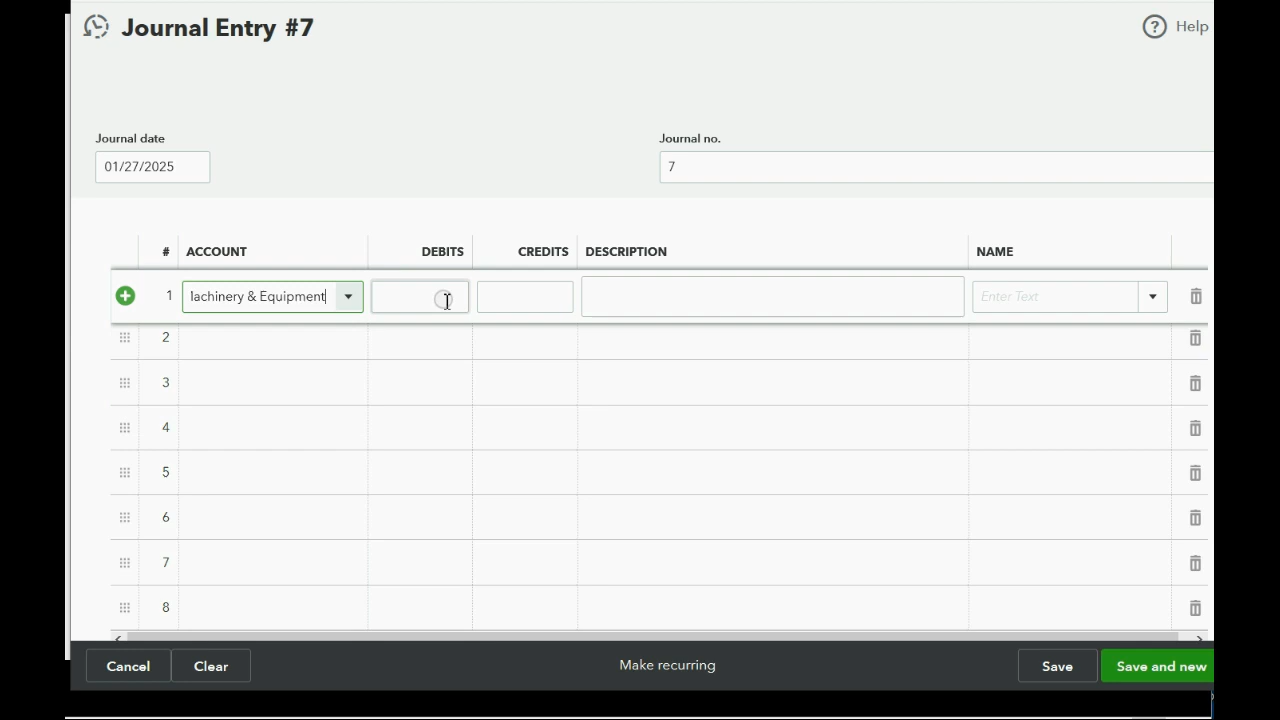 Journal Entry #7
Help
Journal date
Journal no.
01/27/2025
7
# ACCOUNT DEBITS CREDITS DESCRIPTION NAME
1 lachinery & Equipment Enter Text
2
3
4
5
6
7
8
Cancel Clear Make recurring Save Save and new